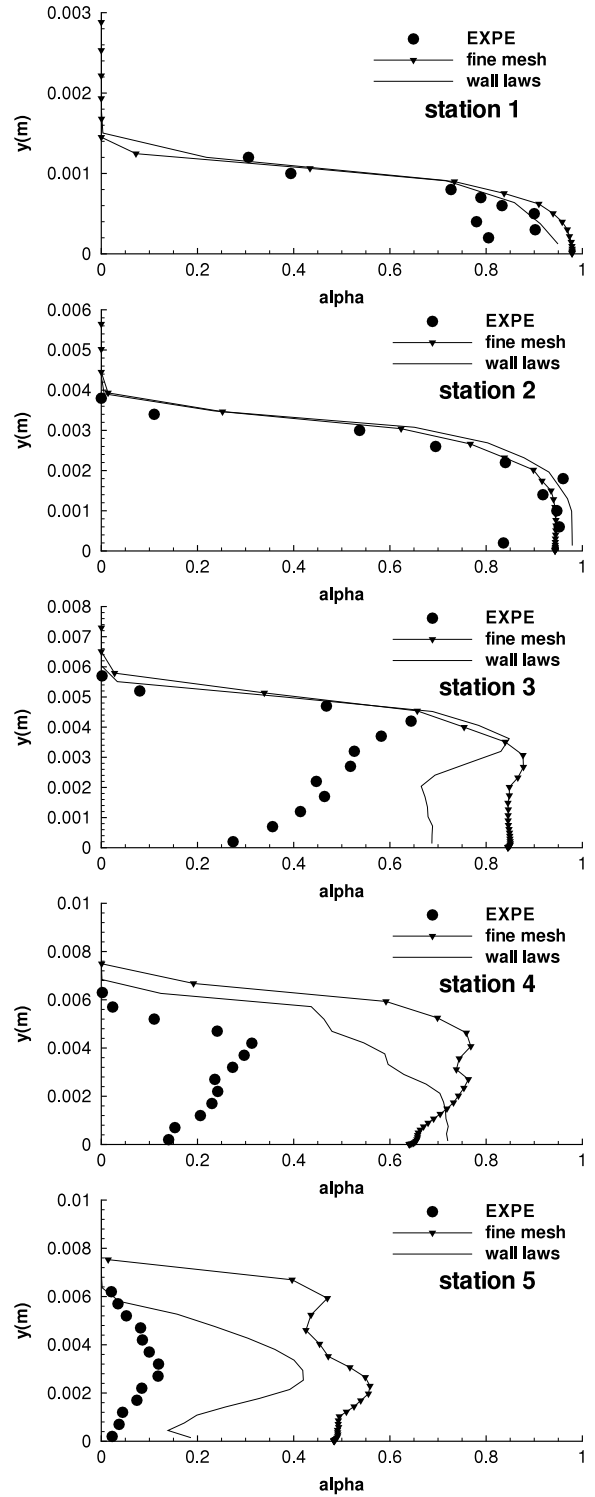 0.003
EXPE
fine mesh
wall laws
station 1
0.002
y(m)
0.001
0
0 0.2 0.4 0.6 0.8 1
alpha
0.006
EXPE
fine mesh
wall laws
station 2
0.005
0.004
y(m)
0.003
0.002
0.001
0
0 0.2 0.4 0.6 0.8 1
alpha
0.008
EXPE
fine mesh
wall laws
station 3
0.007
0.006
0.005
y(m)
0.004
0.003
0.002
0.001
0
0 0.2 0.4 0.6 0.8 1
alpha
0.01
EXPE
fine mesh
wall laws
station 4
0.008
0.006
y(m)
0.004
0.002
0
0 0.2 0.4 0.6 0.8 1
alpha
0.01
EXPE
fine mesh
wall laws
station 5
0.008
0.006
y(m)
0.004
0.002
0
0 0.2 0.4 0.6 0.8 1
alpha